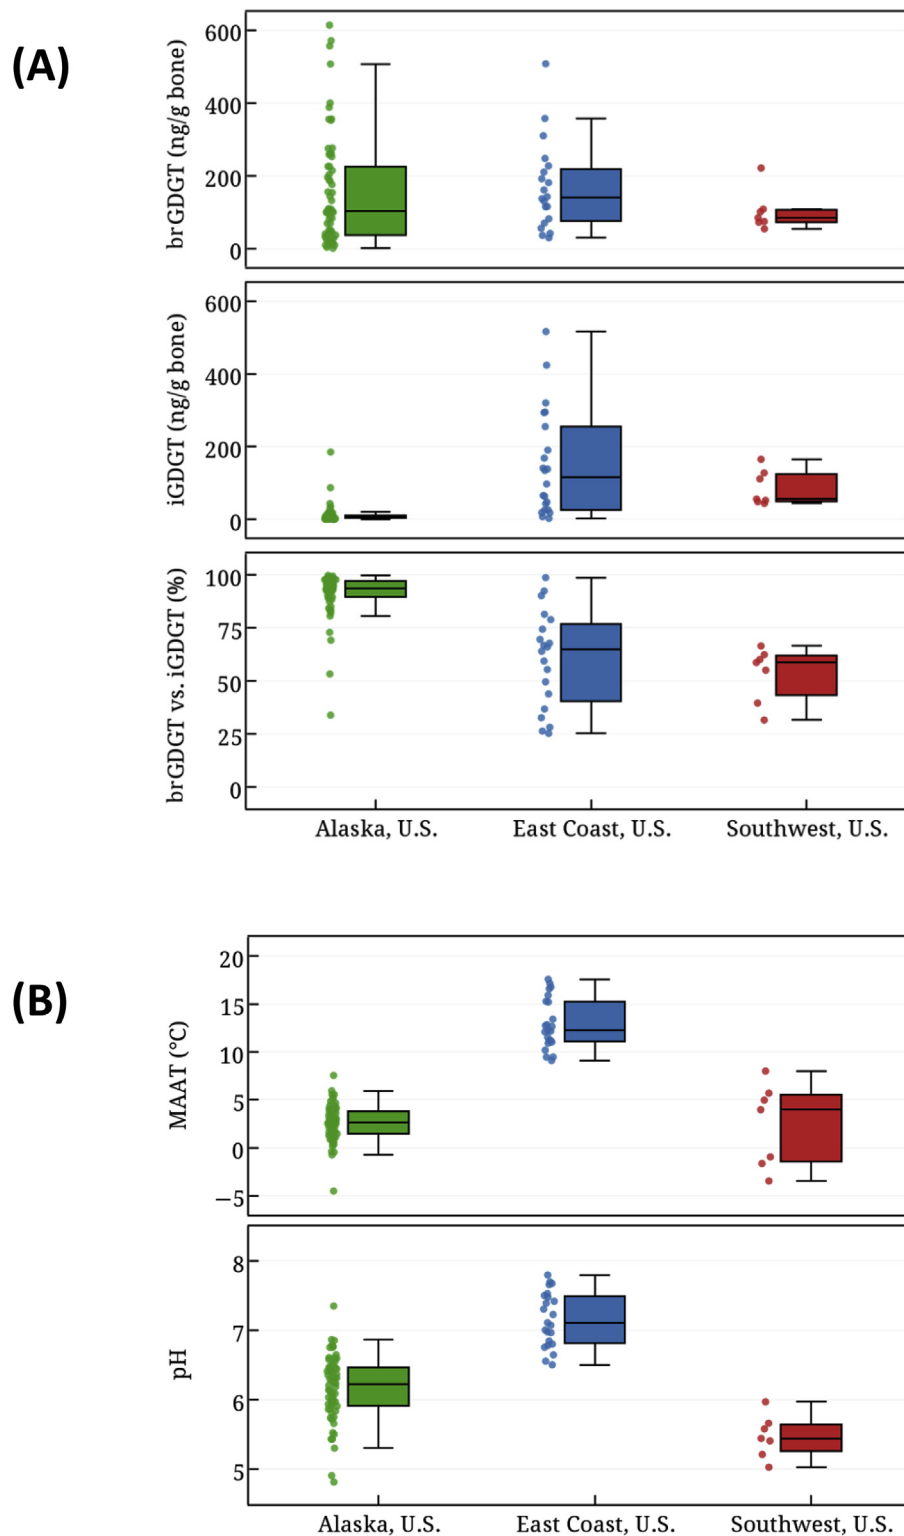 (A)
brGDGT (ng/g bone)
600
400
200
0
iGDGT (ng/g bone)
600
400
200
0
brGDGT vs. iGDGT (%)
100
75
50
25
0
Alaska, U.S. East Coast, U.S. Southwest, U.S.
(B)
MAAT (°C)
20
15
10
5
0
−5
pH
8
7
6
5
Alaska, U.S. East Coast, U.S. Southwest, U.S.